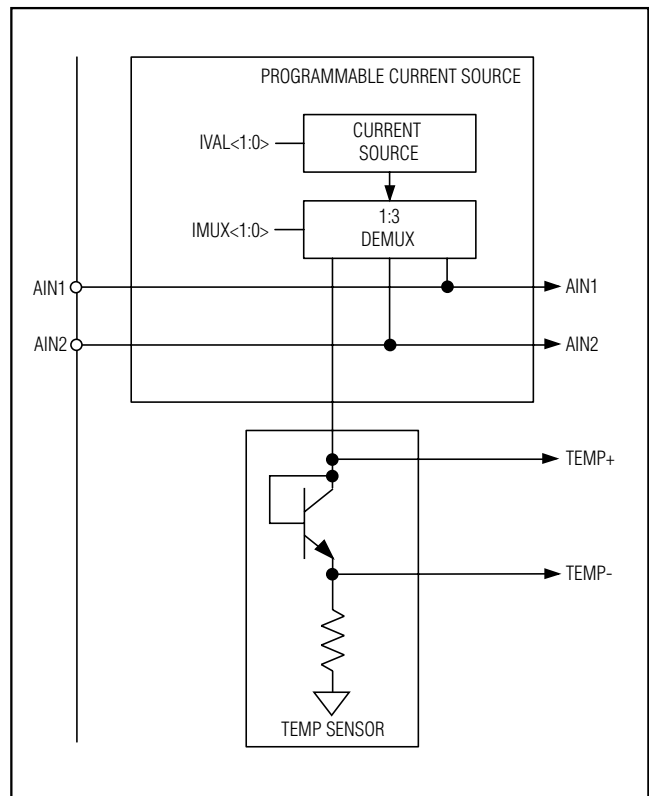 PROGRAMMABLE CURRENT SOURCE
CURRENT
SOURCE
IVAL<1:0>
1:3
DEMUX
IMUX<1:0>
AIN1
AIN1
AIN2
AIN2
TEMP+
TEMP-
TEMP SENSOR